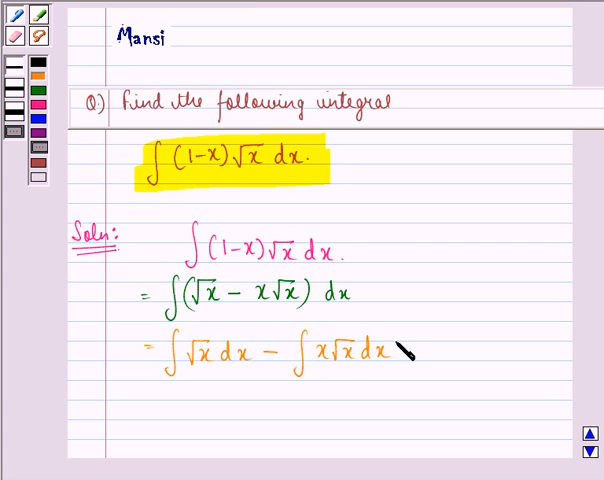 Mansi
Q.) Find the following integral
∫ (1-x)√x dx.
Soln:
∫ (1-x)√x dx.
= ∫ (√x - x√x) dx
= ∫ √x dx - ∫ x√x dx